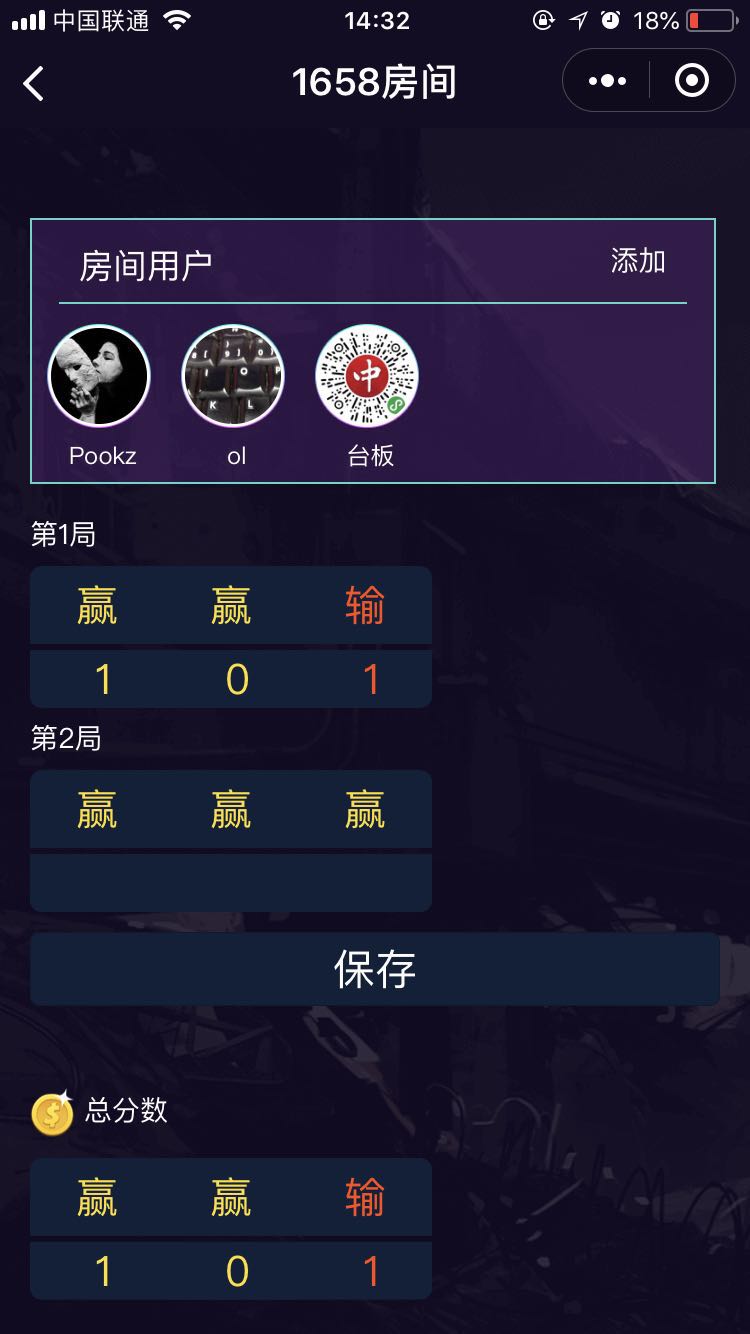 中国联通 14:32 18%
1658房间
房间用户 添加
中
Pookz ol 台板
第1局
赢 赢 输
1 0 1
第2局
赢 赢 赢
保存
总分数
赢 赢 输
1 0 1